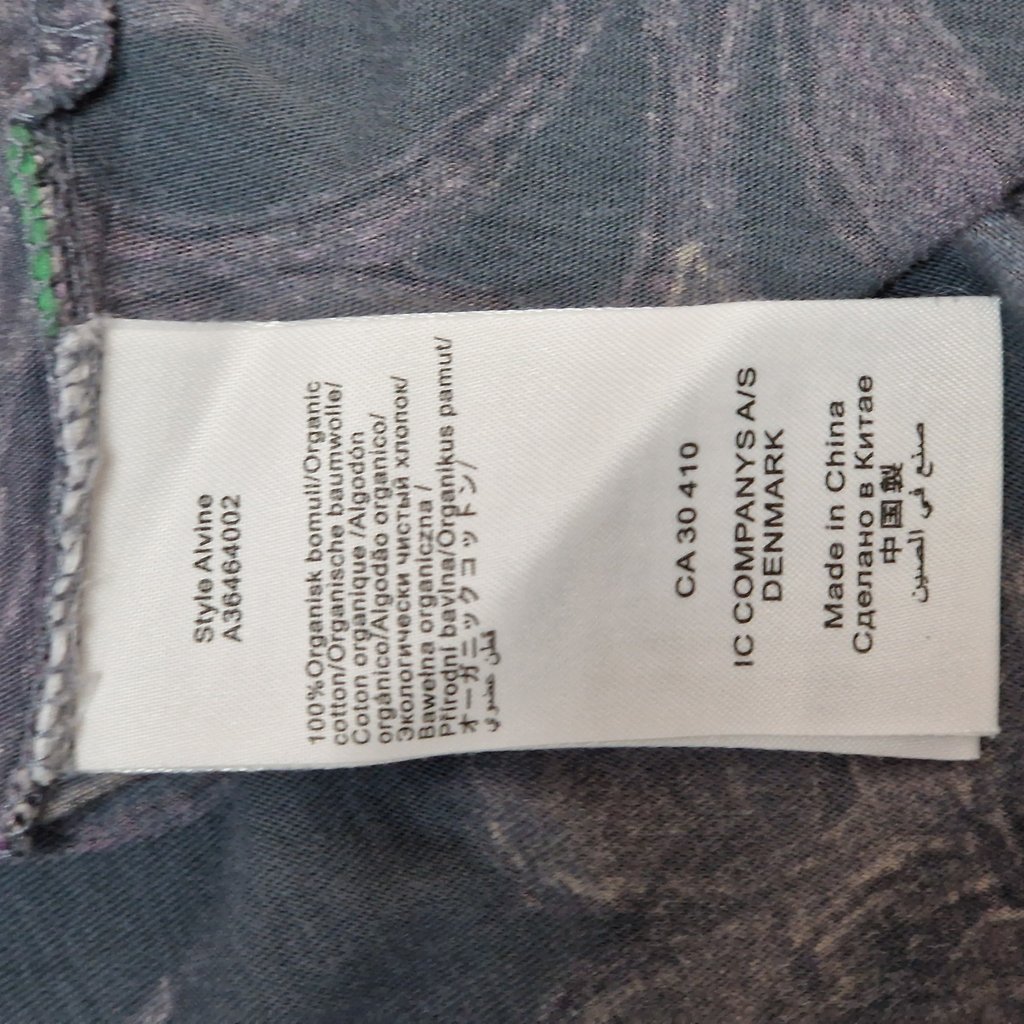 Style Alvine
A36464002
100%Organisk bomull/Organic
cotton/Organische baumwolle/
Coton organique /Algodón
orgánico/Algodão orgânico/
Экологически чистый хлопок/
Bawełna organiczna /
Přírodní bavlna/Organikus pamut/
オーガニックコットン/
قطن عضوي
CA 30 410
IC COMPANYS A/S
DENMARK
Made in China
Сделано в Китае
中国製
صنع في الصين